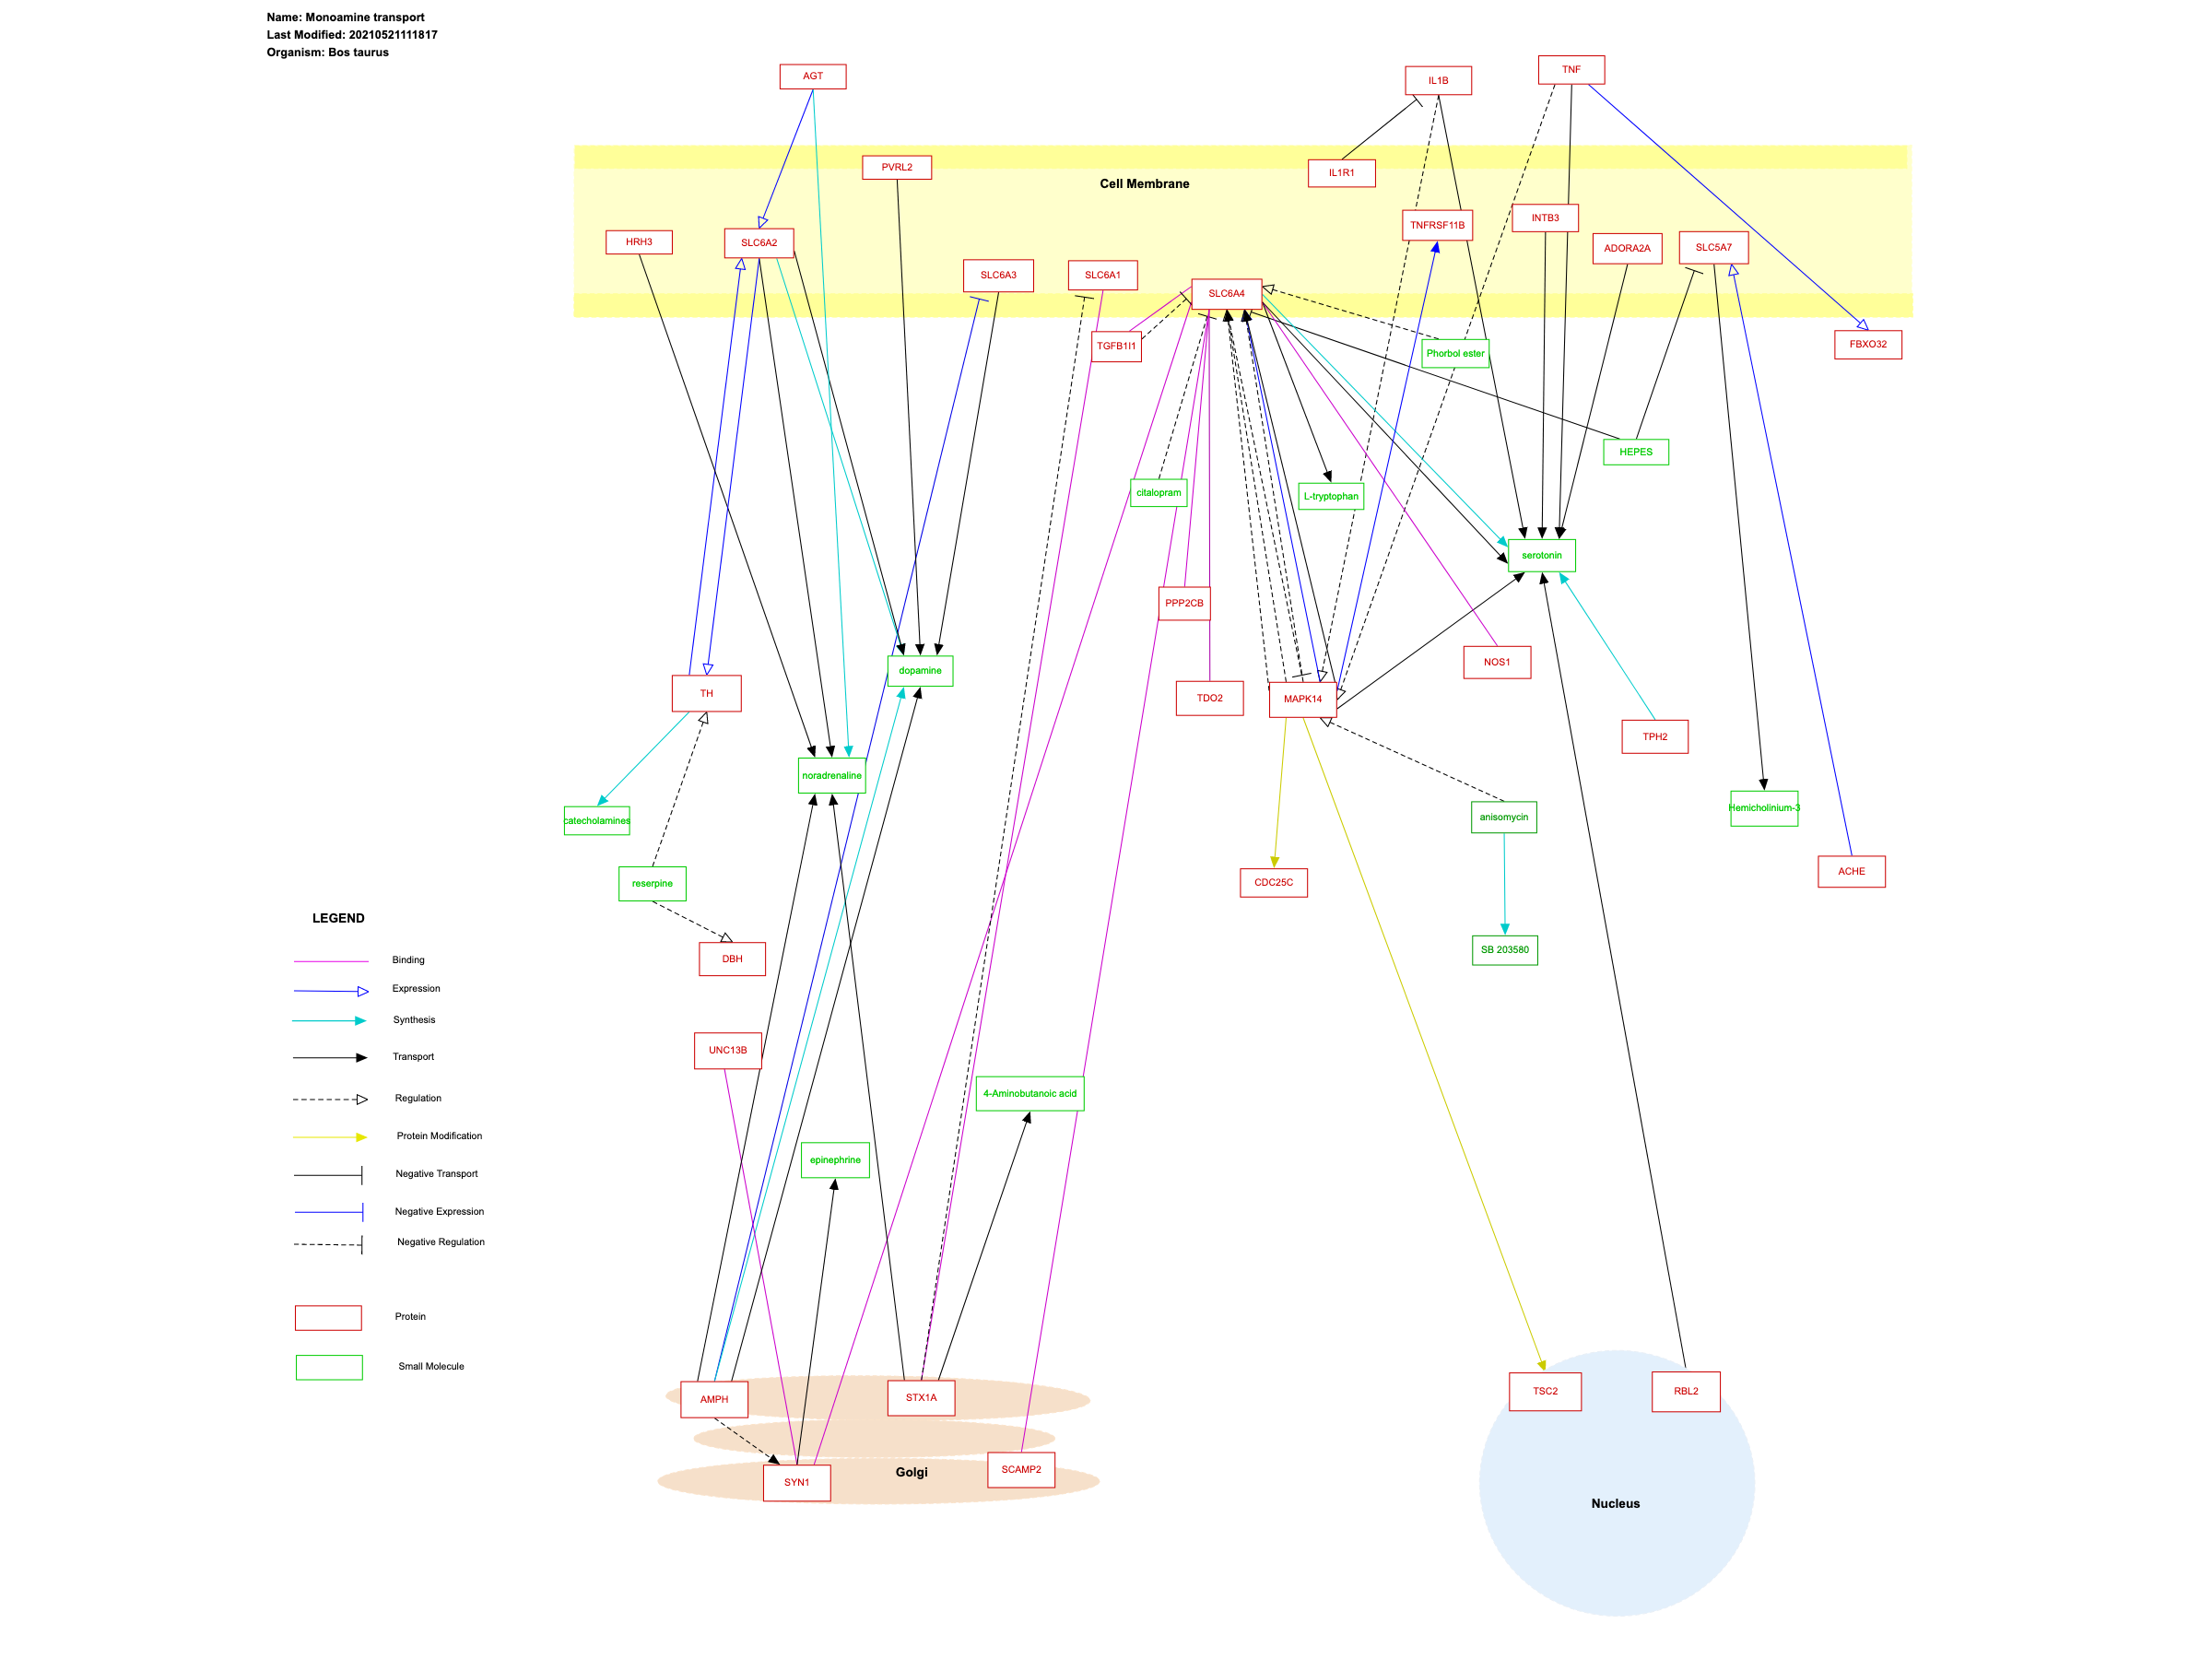 Name: Monoamine transport
Last Modified: 20210521111817
Organism: Bos taurus
AGT
IL1B
TNF
PVRL2
IL1R1
Cell Membrane
HRH3
SLC6A2
TNFRSF11B
INTB3
ADORA2A
SLC5A7
SLC6A3
SLC6A1
SLC6A4
TGFB1I1
Phorbol ester
FBXO32
HEPES
citalopram
L-tryptophan
serotonin
PPP2CB
NOS1
dopamine
TH
TDO2
MAPK14
TPH2
noradrenaline
catecholamines
anisomycin
Hemicholinium-3
reserpine
CDC25C
ACHE
LEGEND
DBH
SB 203580
Binding
Expression
Synthesis
Transport
UNC13B
Regulation
4-Aminobutanoic acid
Protein Modification
epinephrine
Negative Transport
Negative Expression
Negative Regulation
Protein
Small Molecule
AMPH
STX1A
TSC2
RBL2
SYN1
Golgi
SCAMP2
Nucleus